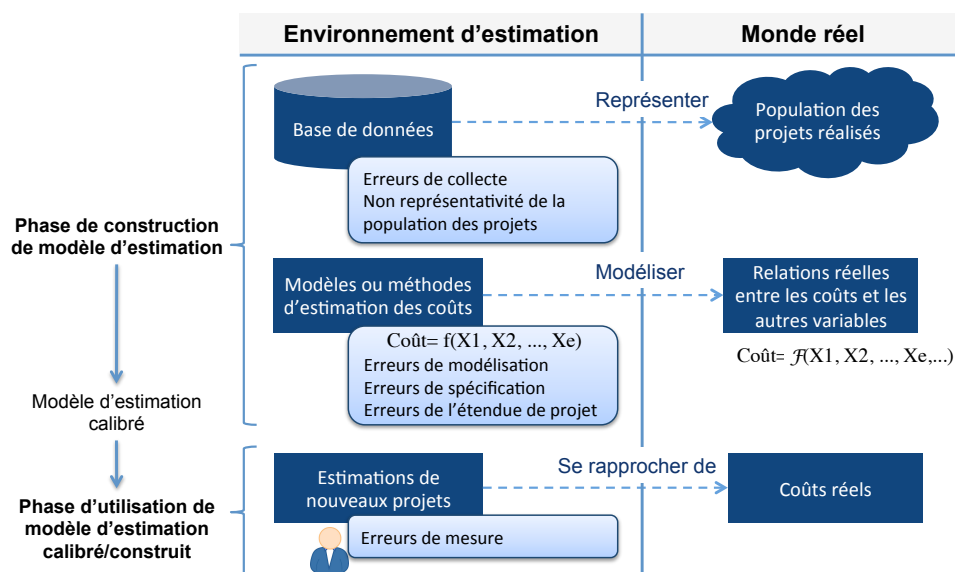 Environnement d'estimation
Monde réel
Base de données
Représenter
Population des
projets réalisés
Erreurs de collecte
Non représentativité de la
population des projets
Phase de construction
de modèle d'estimation
Modèles ou méthodes
d'estimation des coûts
Modéliser
Relations réelles
entre les coûts et les
autres variables
Coût= f(X1, X2, ..., Xe)
Erreurs de modélisation
Erreurs de spécification
Erreurs de l'étendue de projet
Coût= ℱ(X1, X2, ..., Xe,...)
Modèle d'estimation
calibré
Phase d'utilisation de
modèle d'estimation
calibré/construit
Estimations de
nouveaux projets
Se rapprocher de
Coûts réels
Erreurs de mesure